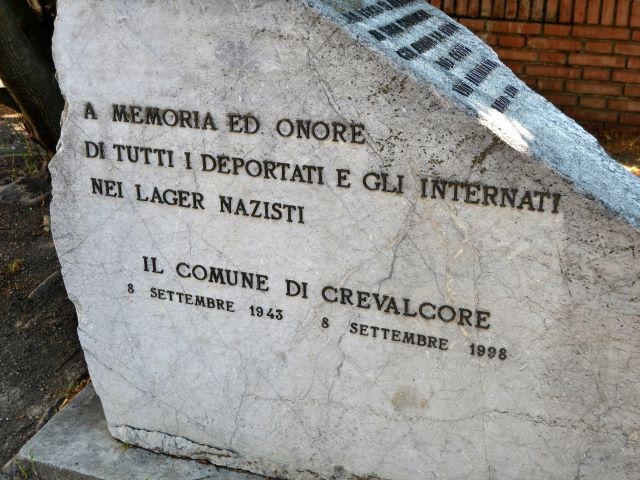 A MEMORIA ED ONORE
DI TUTTI I DEPORTATI E GLI INTERNATI
NEI LAGER NAZISTI
IL COMUNE DI CREVALCORE
8 SETTEMBRE 1943 8 SETTEMBRE 1998